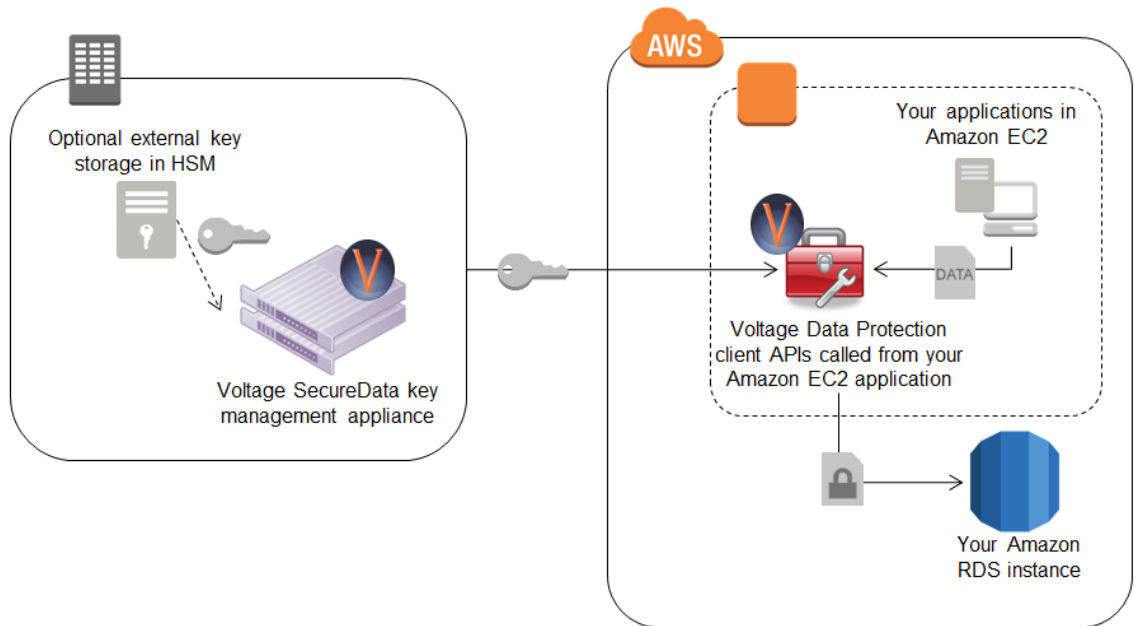 AWS
Optional external key
storage in HSM
V
Voltage SecureData key
management appliance
Your applications in
Amazon EC2
V
DATA
Voltage Data Protection
client APIs called from your
Amazon EC2 application
Your Amazon
RDS instance